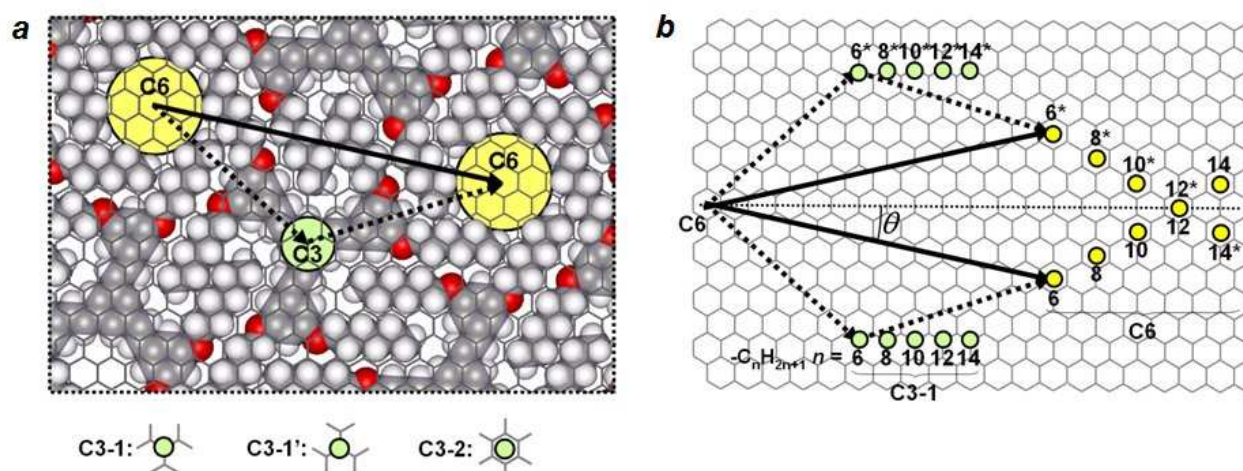 a
C6
C6
C3
C3-1:
C3-1':
C3-2:
b
6* 8* 10* 12* 14*
6*
8*
10* 14
12*
C6
θ
12
10 14*
8
6
C6
-CnH2n+1 n = 6 8 10 12 14
C3-1